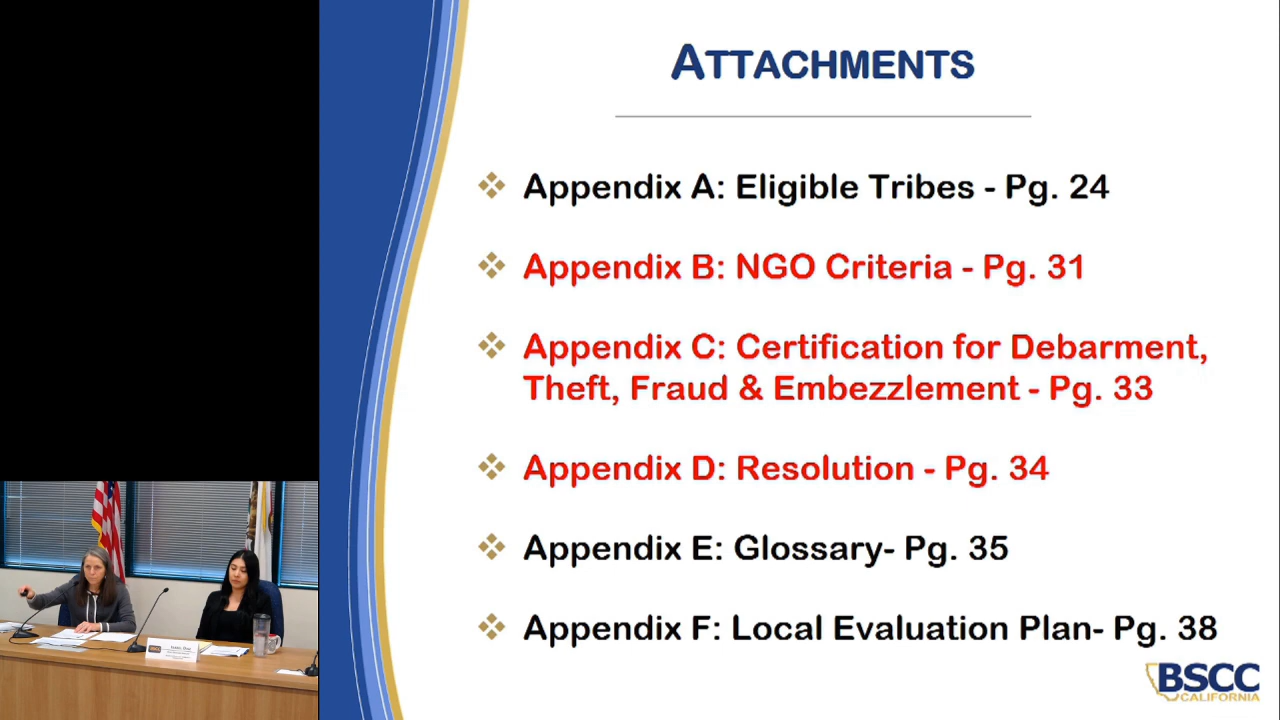 ATTACHMENTS
Appendix A: Eligible Tribes - Pg. 24
Appendix B: NGO Criteria - Pg. 31
Appendix C: Certification for Debarment,
Theft, Fraud & Embezzlement - Pg. 33
Appendix D: Resolution - Pg. 34
Appendix E: Glossary- Pg. 35
Appendix F: Local Evaluation Plan- Pg. 38
BSCC
CALIFORNIA